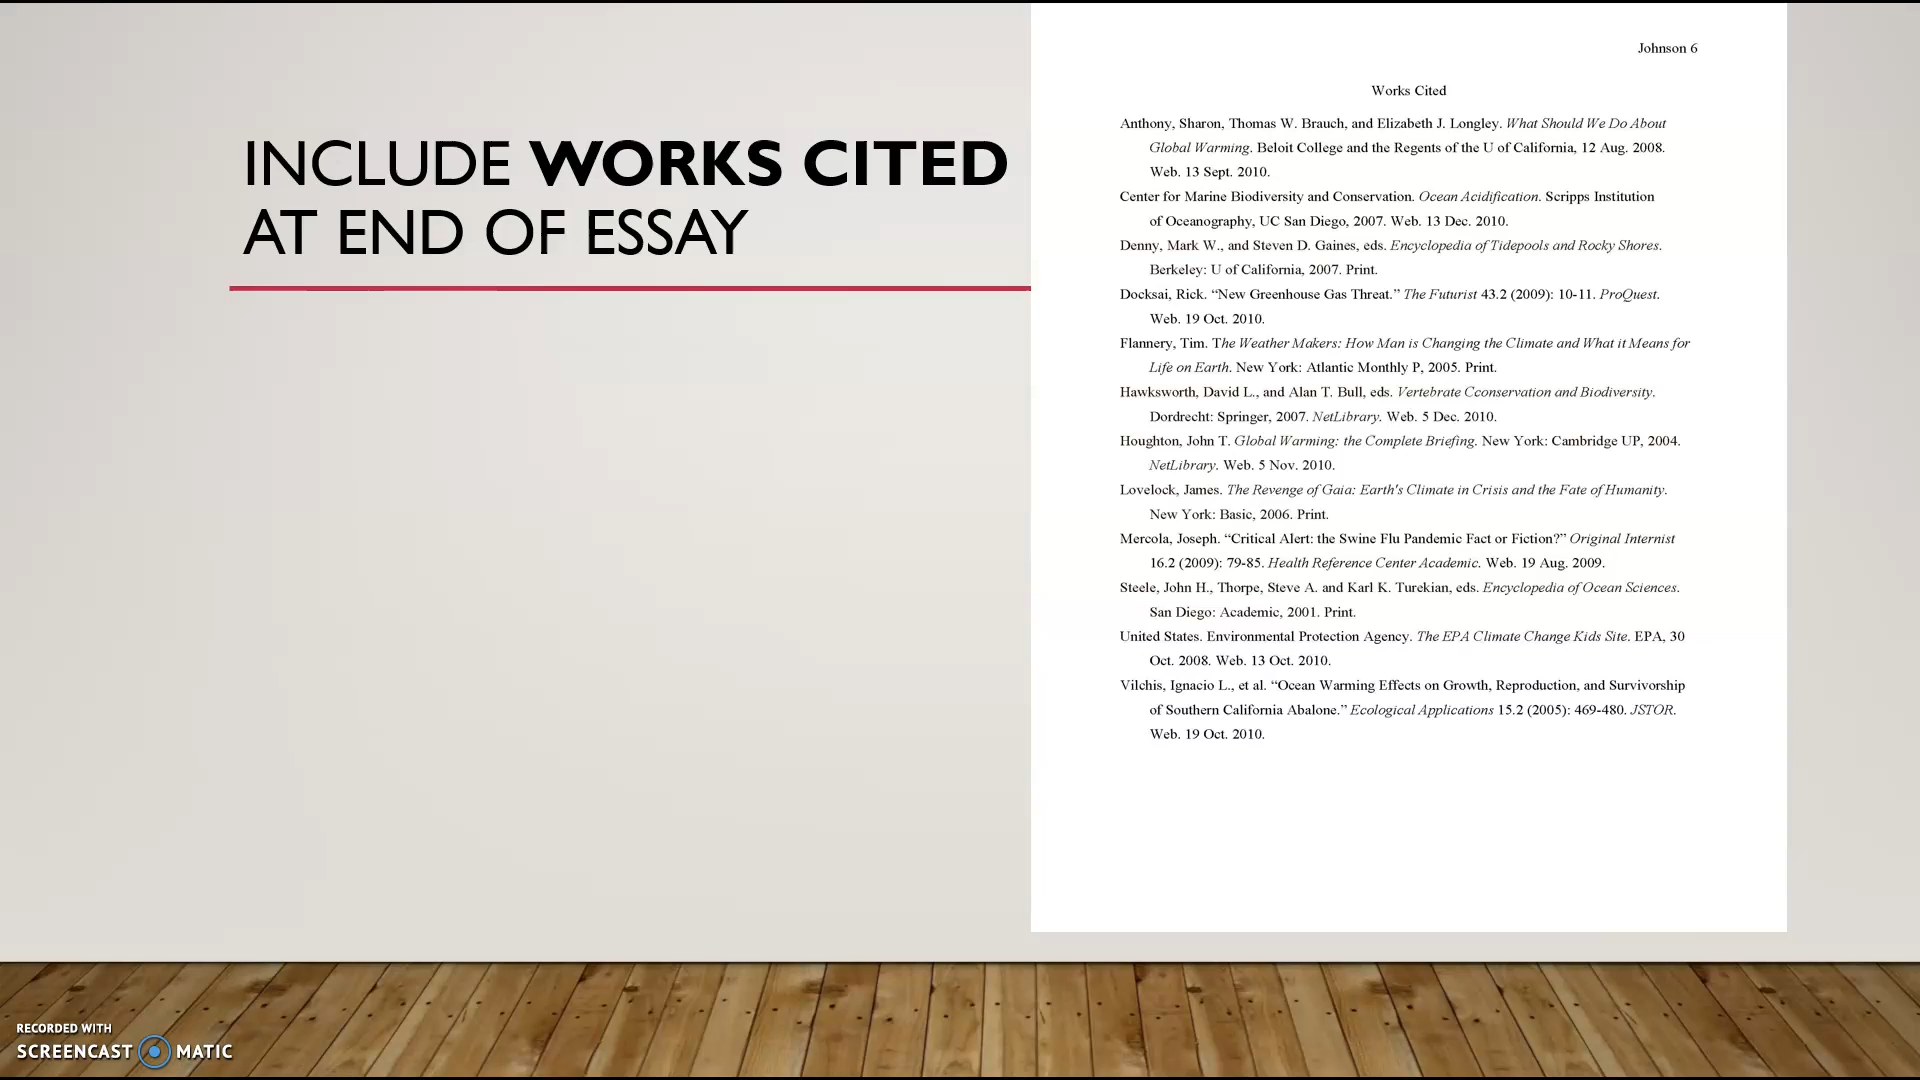 INCLUDE WORKS CITED
AT END OF ESSAY
Johnson 6
Works Cited
Anthony, Sharon, Thomas W. Brauch, and Elizabeth J. Longley. What Should We Do About
Global Warming. Beloit College and the Regents of the U of California, 12 Aug. 2008.
Web. 13 Sept. 2010.
Center for Marine Biodiversity and Conservation. Ocean Acidification. Scripps Institution
of Oceanography, UC San Diego, 2007. Web. 13 Dec. 2010.
Denny, Mark W., and Steven D. Gaines, eds. Encyclopedia of Tidepools and Rocky Shores.
Berkeley: U of California, 2007. Print.
Docksai, Rick. “New Greenhouse Gas Threat.” The Futurist 43.2 (2009): 10-11. ProQuest.
Web. 19 Oct. 2010.
Flannery, Tim. The Weather Makers: How Man is Changing the Climate and What it Means for
Life on Earth. New York: Atlantic Monthly P, 2005. Print.
Hawksworth, David L., and Alan T. Bull, eds. Vertebrate Cconservation and Biodiversity.
Dordrecht: Springer, 2007. NetLibrary. Web. 5 Dec. 2010.
Houghton, John T. Global Warming: the Complete Briefing. New York: Cambridge UP, 2004.
NetLibrary. Web. 5 Nov. 2010.
Lovelock, James. The Revenge of Gaia: Earth's Climate in Crisis and the Fate of Humanity.
New York: Basic, 2006. Print.
Mercola, Joseph. “Critical Alert: the Swine Flu Pandemic Fact or Fiction?” Original Internist
16.2 (2009): 79-85. Health Reference Center Academic. Web. 19 Aug. 2009.
Steele, John H., Thorpe, Steve A. and Karl K. Turekian, eds. Encyclopedia of Ocean Sciences.
San Diego: Academic, 2001. Print.
United States. Environmental Protection Agency. The EPA Climate Change Kids Site. EPA, 30
Oct. 2008. Web. 13 Oct. 2010.
Vilchis, Ignacio L., et al. “Ocean Warming Effects on Growth, Reproduction, and Survivorship
of Southern California Abalone.” Ecological Applications 15.2 (2005): 469-480. JSTOR.
Web. 19 Oct. 2010.
RECORDED WITH
SCREENCAST MATIC